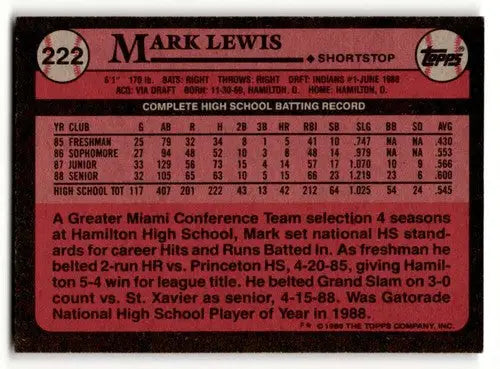 222 MARK LEWIS
◆ SHORTSTOP topps
6'1" 170 lb. BATS: RIGHT THROWS: RIGHT DRFT: INDIANS #1-JUNE 1988
ACQ: VIA DRAFT BORN: 11-30-69, HAMILTON, O. HOME: HAMILTON, O.
COMPLETE HIGH SCHOOL BATTING RECORD
YR CLUB G AB R H 2B 3B HR RBI SB SLG BB SO AVG
85 FRESHMAN 25 79 32 34 8 1 5 41 10 .747 NA NA .430
86 SOPHOMORE 27 94 48 52 10 3 8 48 14 .979 NA NA .553
87 JUNIOR 33 129 56 73 10 4 15 57 17 1.070 10 .566
88 SENIOR 32 105 65 63 15 5 14 66 23 23 6 .600
HIGH SCHOOL TOT 117 407 201 222 43 13 42 212 64 1.025 54 24 .545
A Greater Miami Conference Team selection 4 seasons
at Hamilton High School, Mark set national HS stan-
dards for career Hits and Runs Batted In. As freshman he
belted 2-run HR vs. Princeton HS, 4-20-85, giving Hamil-
ton 5-4 win for league title. He belted Grand Slam on 3-0
count vs. St. Xavier as senior, 4-15-88. Was Gatorade
National High School Player of Year in 1988.
F* © 1989 THE TOPPS COMPANY, INC.